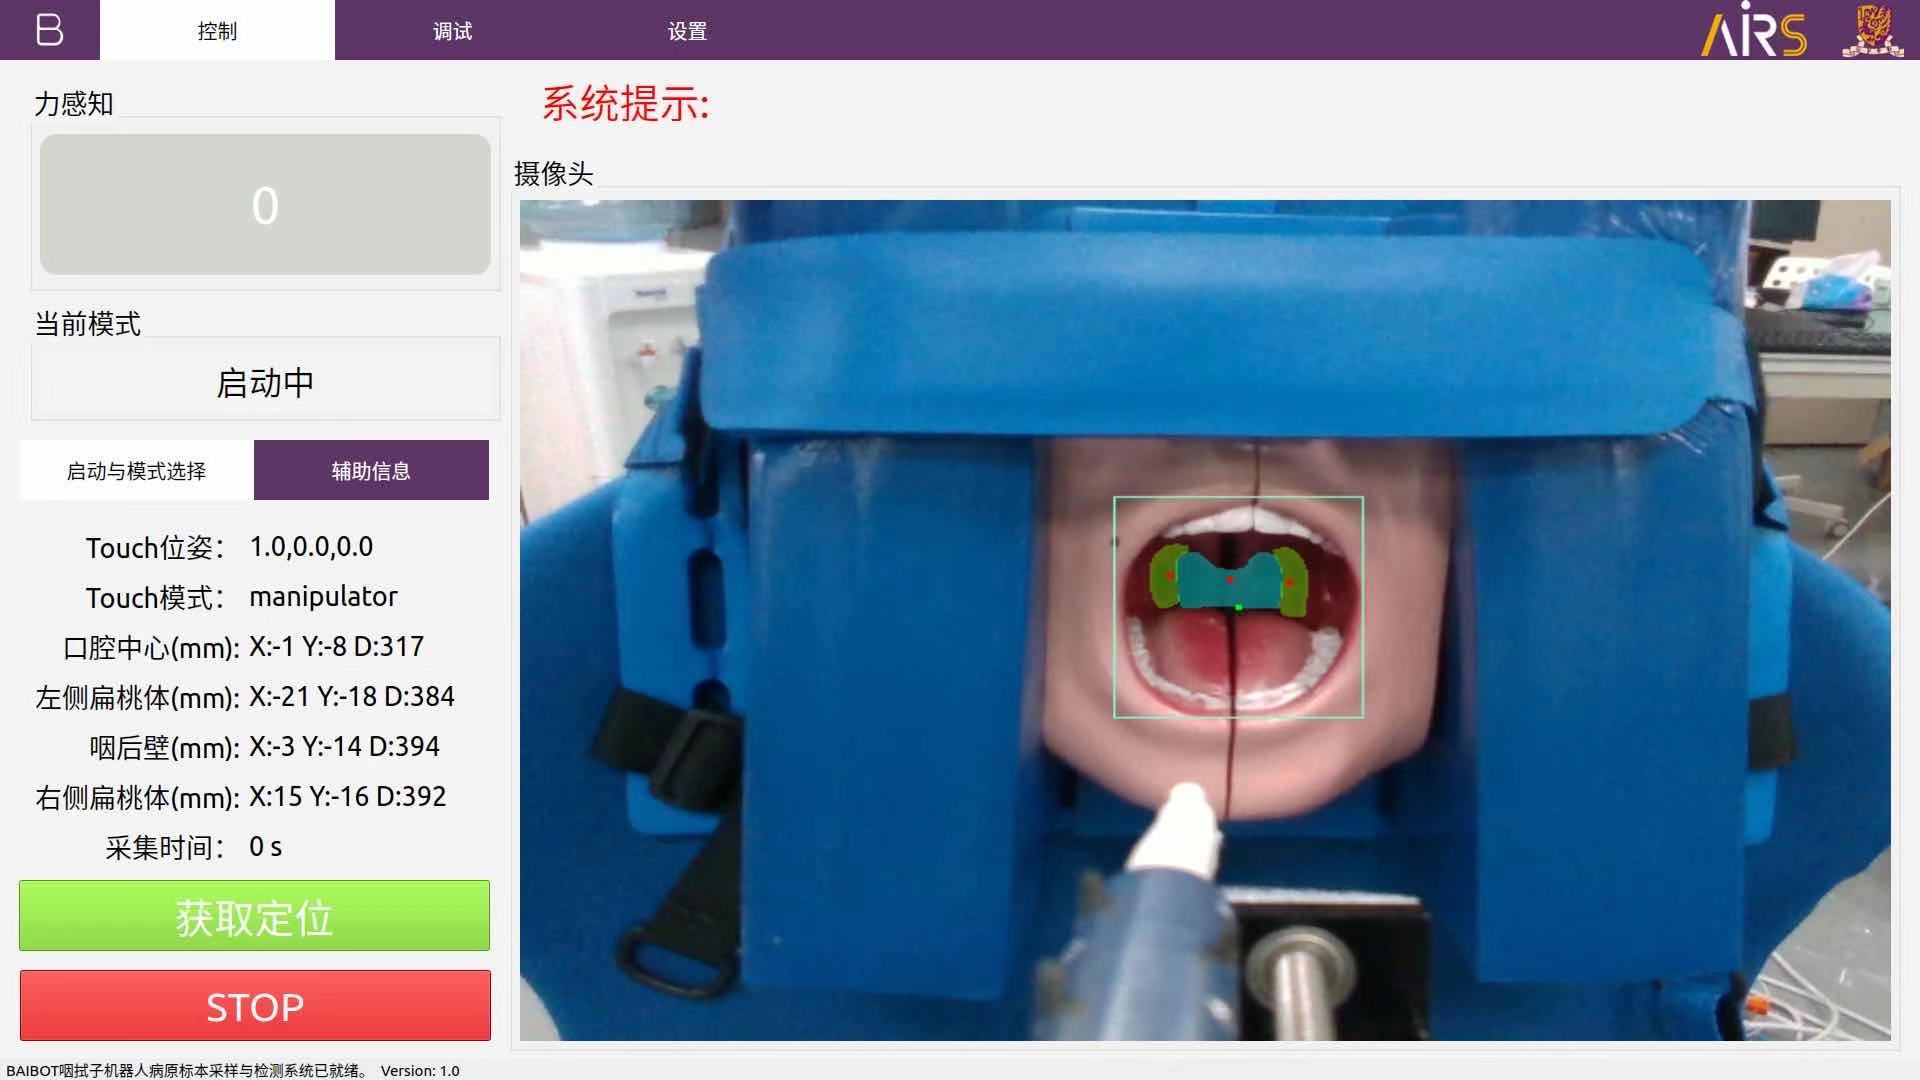 B 控制 调试 设置 AIRS
力感知
系统提示:
0
摄像头
当前模式
启动中
启动与模式选择 辅助信息
Touch位姿： 1.0,0.0,0.0
Touch模式： manipulator
口腔中心(mm): X:-1 Y:-8 D:317
左侧扁桃体(mm): X:-21 Y:-18 D:384
咽后壁(mm): X:-3 Y:-14 D:394
右侧扁桃体(mm): X:15 Y:-16 D:392
采集时间： 0 s
获取定位
STOP
BAIBOT咽拭子机器人病原标本采样与检测系统已就绪。 Version: 1.0